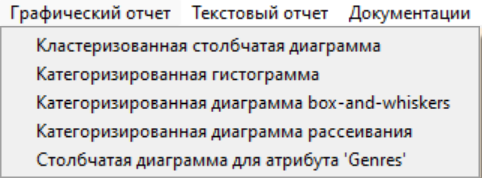 Графический отчет Текстовый отчет Документации
Кластеризованная столбчатая диаграмма
Категоризированная гистограмма
Категоризированная диаграмма box-and-whiskers
Категоризированная диаграмма рассеивания
Столбчатая диаграмма для атрибута 'Genres'